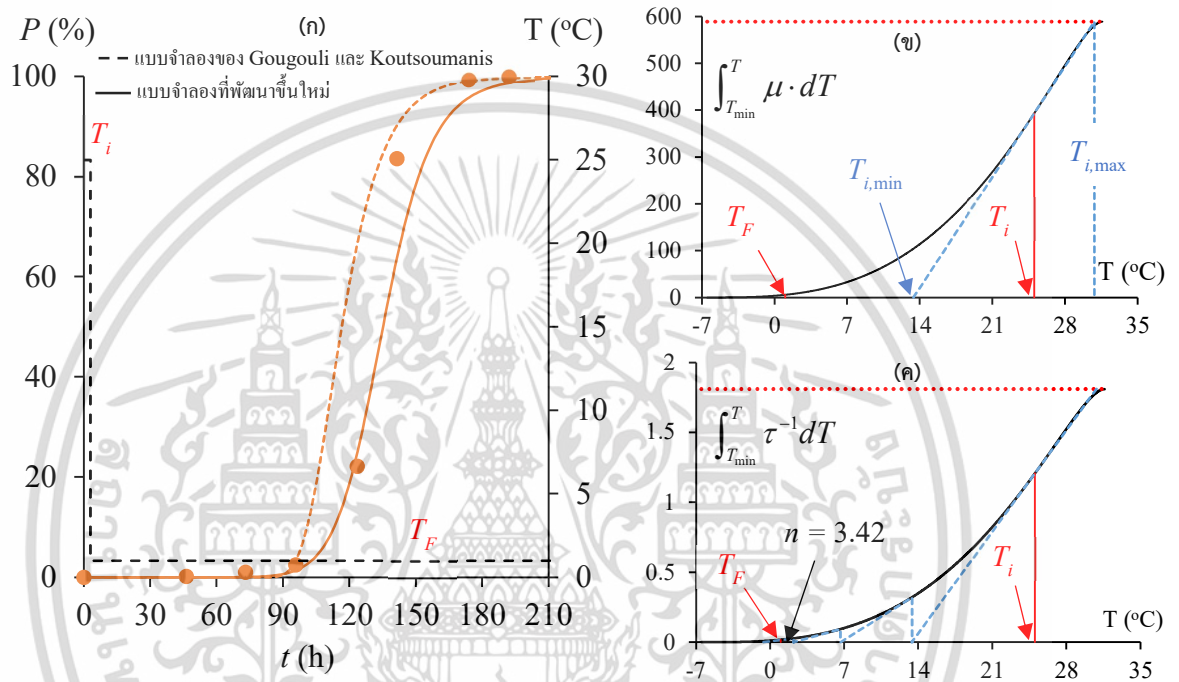 (ก)
P (%)
T (°C)
แบบจำลองของ Gougouli และ Koutsoumanis
แบบจำลองที่พัฒนาขึ้นใหม่
100
80
60
40
20
0
30
25
20
15
10
5
0
T_i
T_F
0 30 60 90 120 150 180 210
t (h)
(ข)
600
500
400
300
200
100
0
∫_{T_min}^{T} μ · dT
T_{i,min}
T_{i,max}
T_F
T_i
T (°C)
-7 0 7 14 21 28 35
(ค)
2
1.5
1
0.5
0
∫_{T_min}^{T} τ^{-1} dT
n = 3.42
T_F
T_i
T (°C)
-7 0 7 14 21 28 35